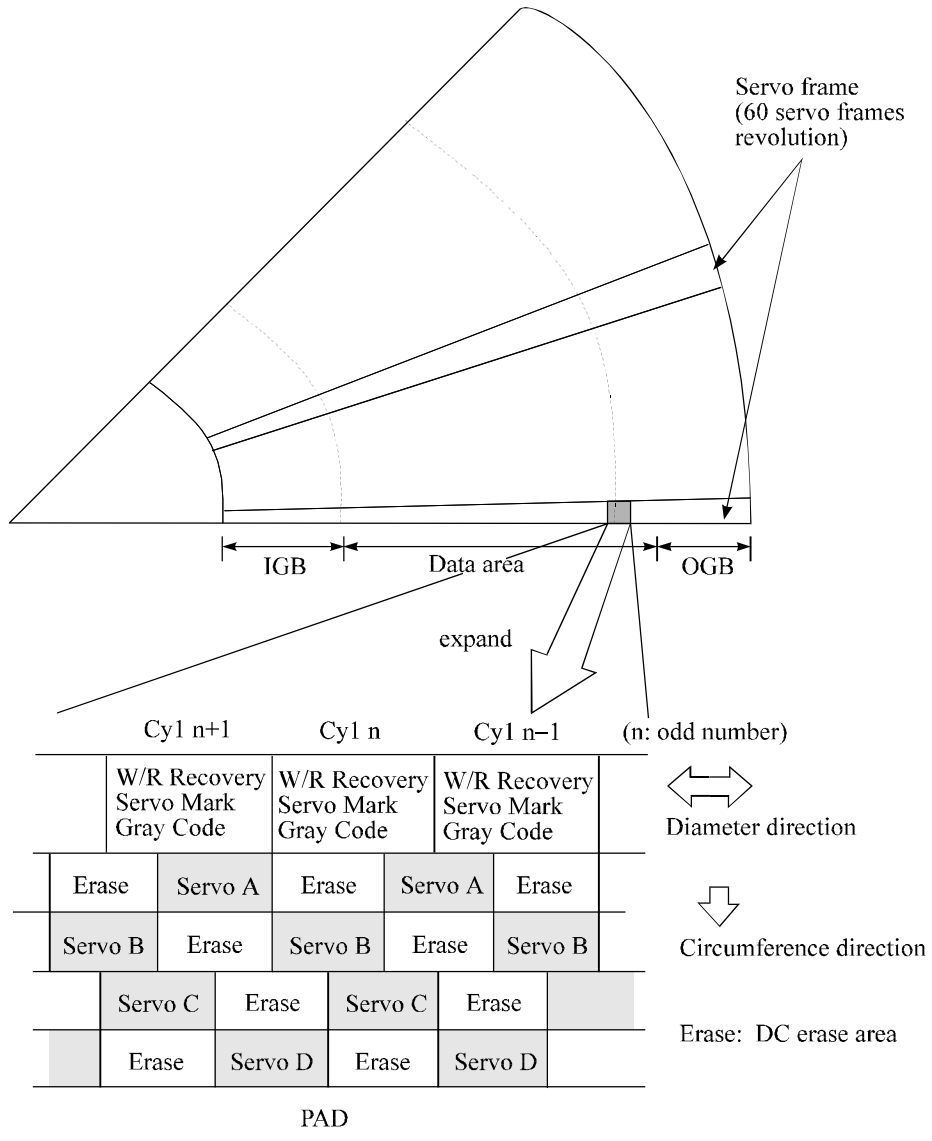 Servo frame
(60 servo frames
revolution)
IGB
Data area
OGB
expand
Cy1 n+1
Cy1 n
Cy1 n−1
(n: odd number)
W/R Recovery
Servo Mark
Gray Code
W/R Recovery
Servo Mark
Gray Code
W/R Recovery
Servo Mark
Gray Code
Diameter direction
Erase
Servo A
Erase
Servo A
Erase
Servo B
Erase
Servo B
Erase
Servo B
Circumference direction
Servo C
Erase
Servo C
Erase
Erase: DC erase area
Erase
Servo D
Erase
Servo D
PAD